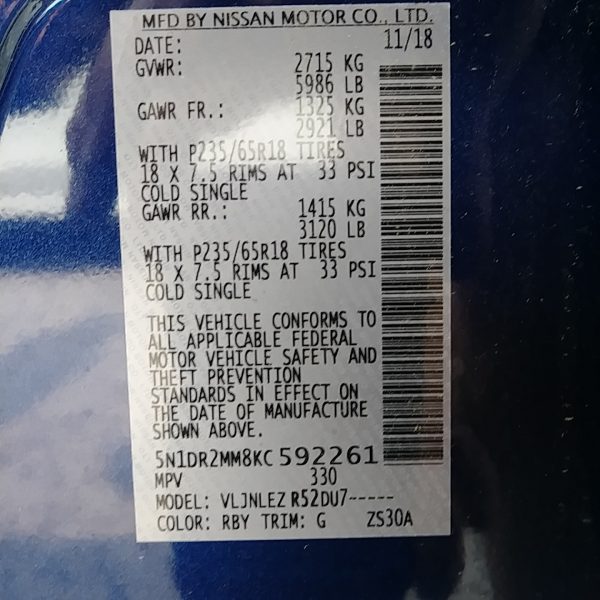 MFD BY NISSAN MOTOR CO., LTD.
DATE: 11/18
GVWR: 2715 KG
5986 LB
GAWR FR.: 1325 KG
2921 LB
WITH P235/65R18 TIRES
18 X 7.5 RIMS AT 33 PSI
COLD SINGLE
GAWR RR.: 1415 KG
3120 LB
WITH P235/65R18 TIRES
18 X 7.5 RIMS AT 33 PSI
COLD SINGLE
THIS VEHICLE CONFORMS TO
ALL APPLICABLE FEDERAL
MOTOR VEHICLE SAFETY AND
THEFT PREVENTION
STANDARDS IN EFFECT ON
THE DATE OF MANUFACTURE
SHOWN ABOVE.
5N1DR2MM8KC 592261
MPV 330
MODEL: VLJNLEZ R52DU7-----
COLOR: RBY TRIM: G ZS30A